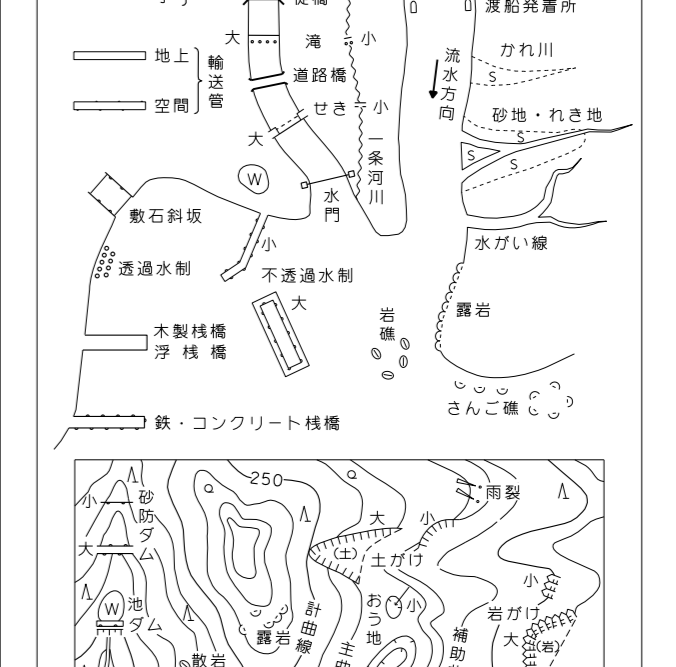 渡船発着所
大
滝
小
地上
輸送管
道路橋
空間
せき
小
大
一条河川
流水方向
かれ川
S
砂地・れき地
S
S
S
W
水門
敷石斜坂
小
透過水制
不透過水制
水がい線
大
岩礁
露岩
木製桟橋
浮桟橋
鉄・コンクリート桟橋
さんご礁
250
小
砂防ダム
大
雨裂
大
小
(土)
土がけ
W
池
ダム
計曲線
おう地
小
小
岩がけ
大
(岩)
露岩
散岩
補助